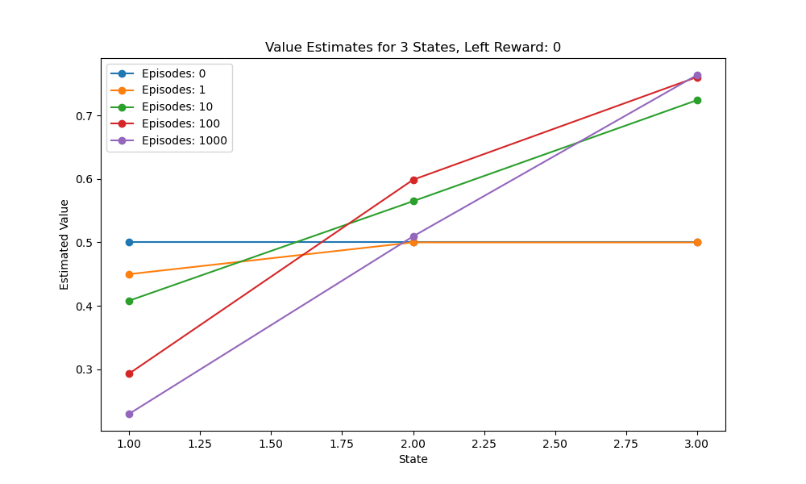 Value Estimates for 3 States, Left Reward: 0
Episodes: 0
Episodes: 1
Episodes: 10
Episodes: 100
Episodes: 1000
Estimated Value
0.7
0.6
0.5
0.4
0.3
1.00 1.25 1.50 1.75 2.00 2.25 2.50 2.75 3.00
State